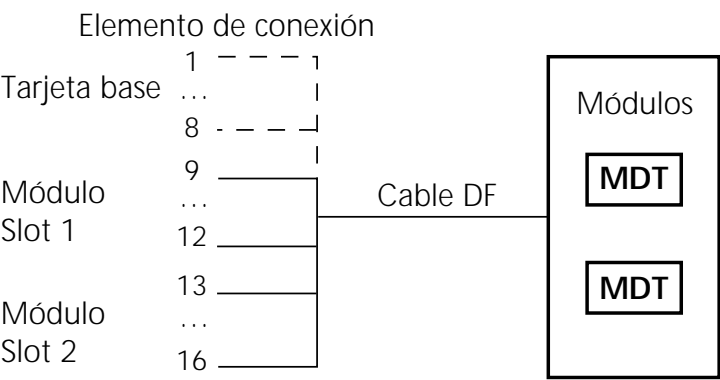 Elemento de conexión
1
Tarjeta base ...
8
9
Módulo ...
Slot 1 12
13
Módulo ...
Slot 2 16
Cable DF
Módulos
MDT
MDT